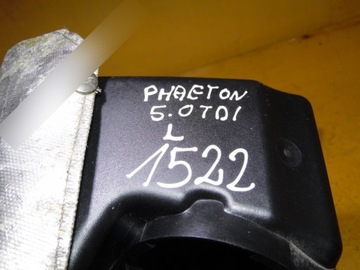 PHAETON
5.0TDI
L
1522